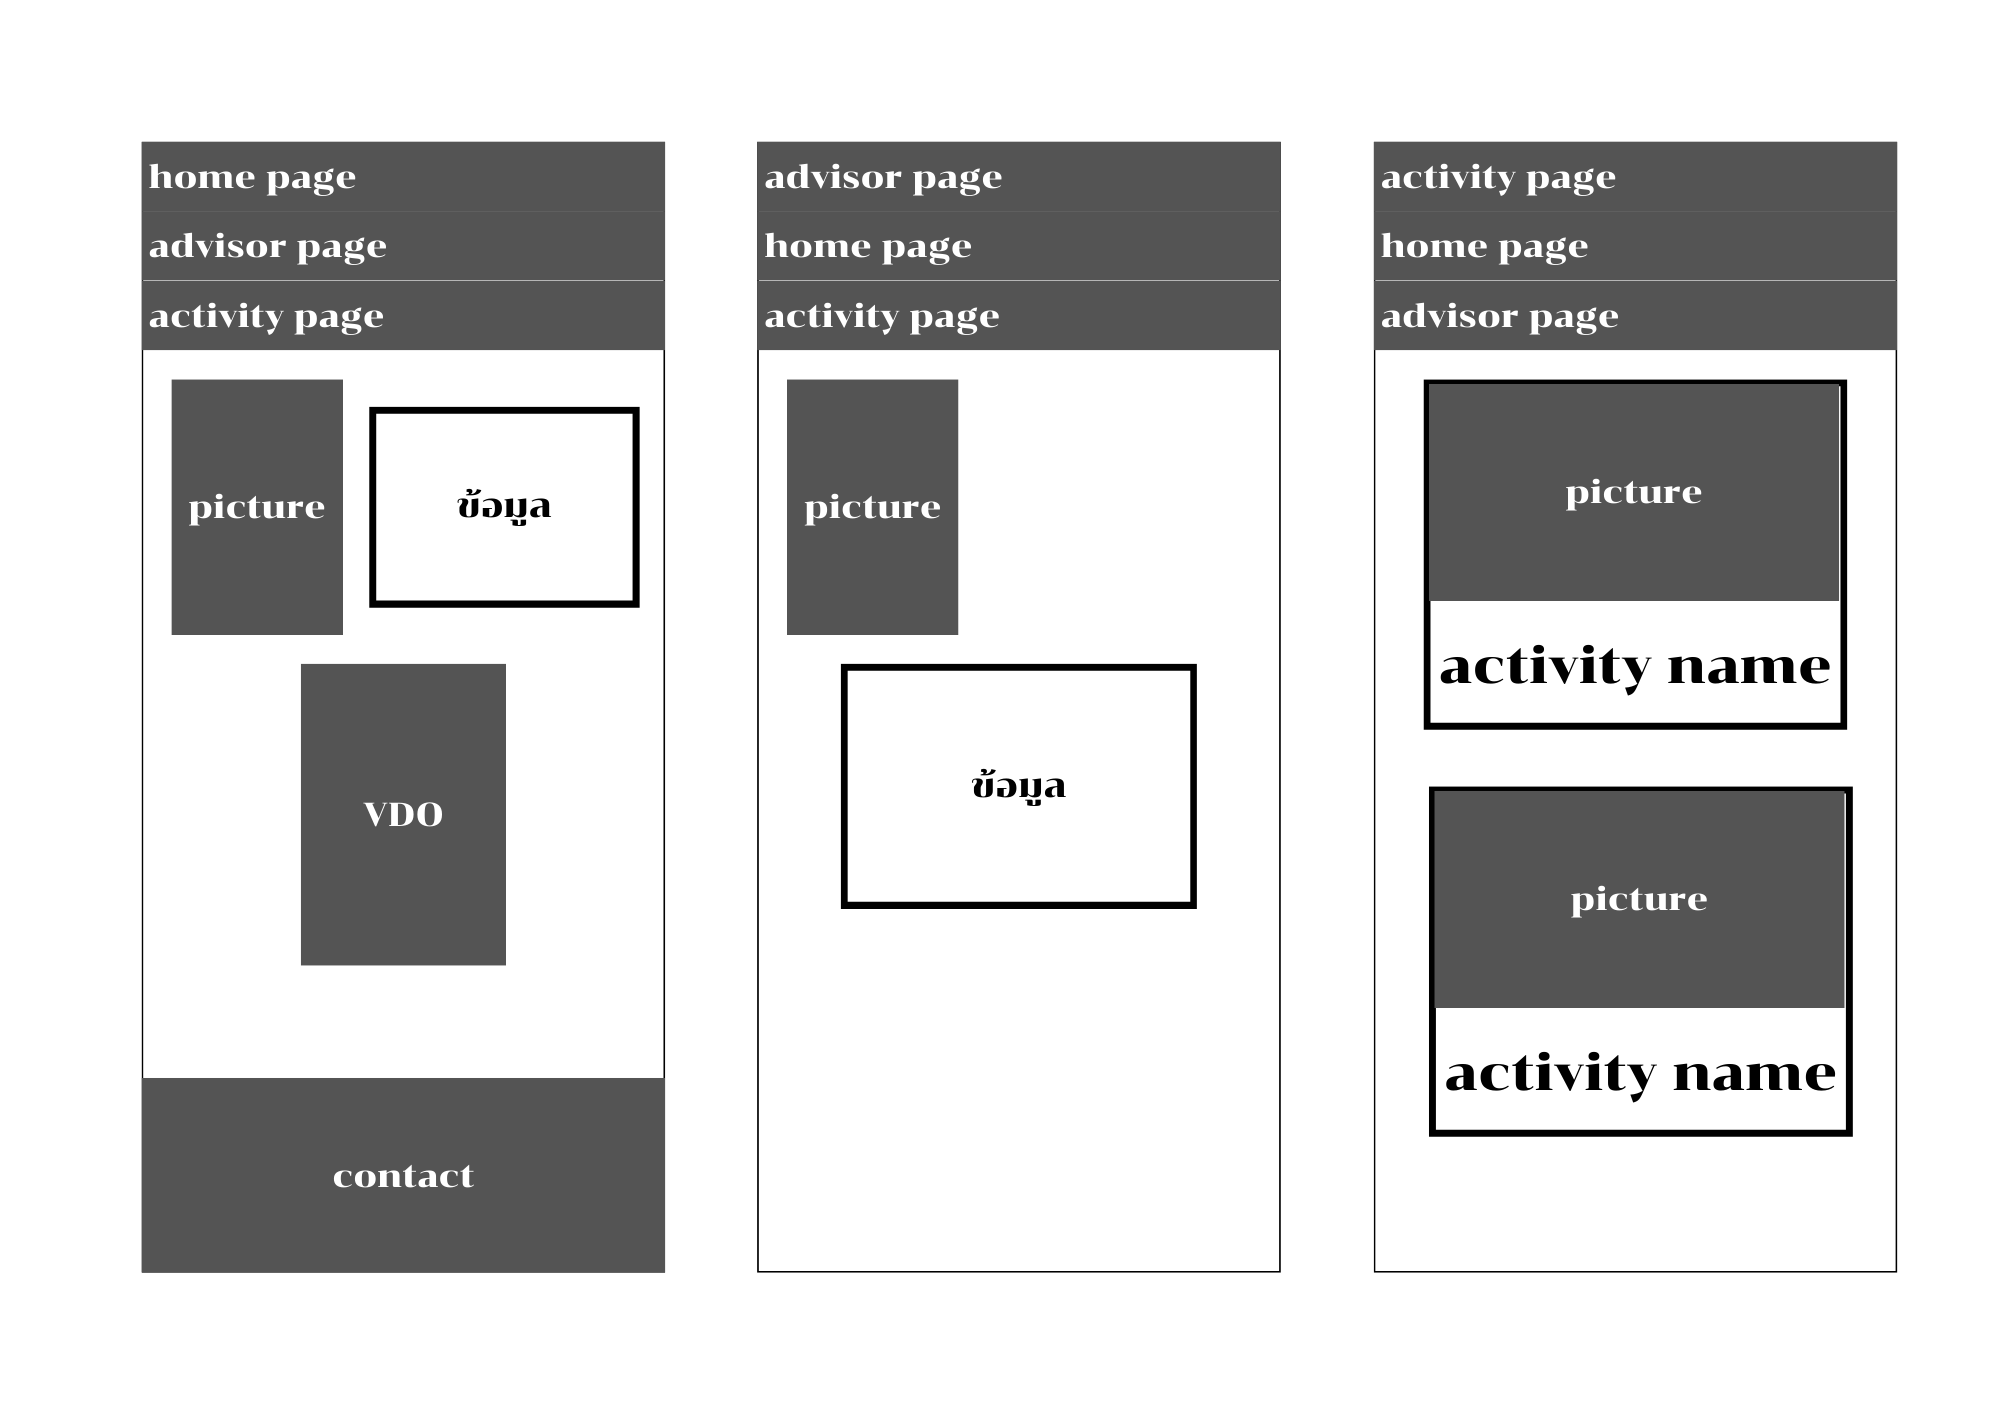 home page
advisor page
activity page
picture
ข้อมูล
VDO
contact
advisor page
home page
activity page
picture
ข้อมูล
activity page
home page
advisor page
picture
activity name
picture
activity name